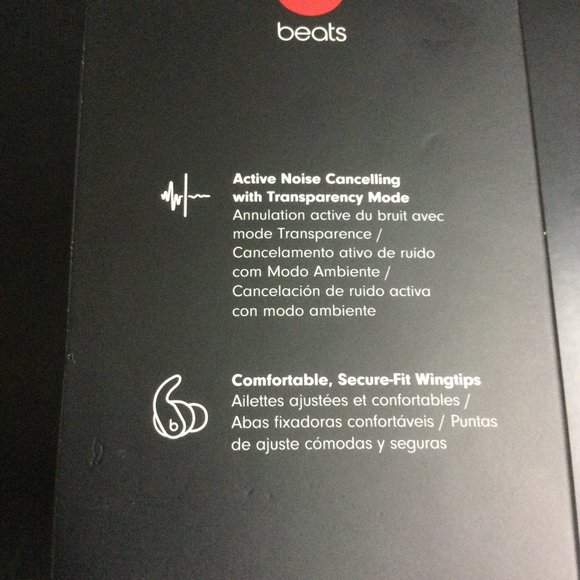 beats
Active Noise Cancelling
with Transparency Mode
Annulation active du bruit avec
mode Transparence /
Cancelamento ativo de ruído
com Modo Ambiente /
Cancelación de ruido activa
con modo ambiente
Comfortable, Secure-Fit Wingtips
Ailettes ajustées et confortables /
Abas fixadoras confortáveis / Puntas
de ajuste cómodas y seguras